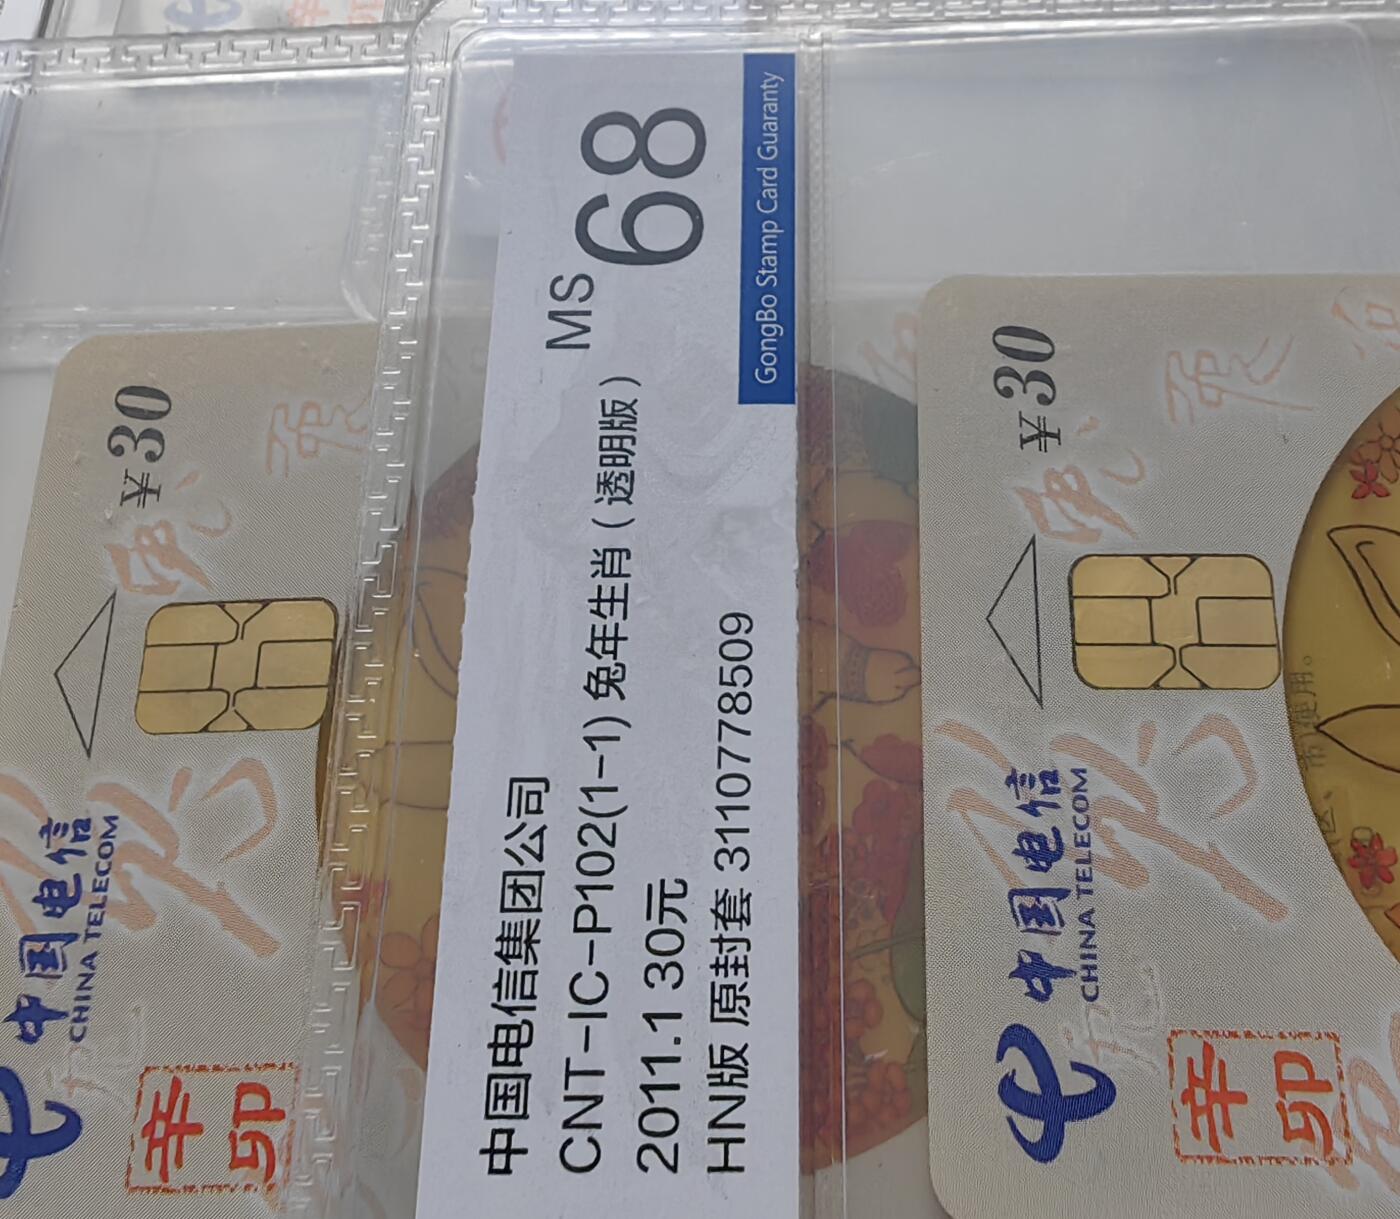 中国电信集团公司
CNT-IC-P102(1-1) 兔年生肖(透明版)
2011.1 30元
HN版 原封套 3110778509
MS 68
GongBo Stamp Card Guaranty
¥30
中国电信
CHINA TELECOM
辛卯
¥30
中国电信
CHINA TELECOM
辛卯